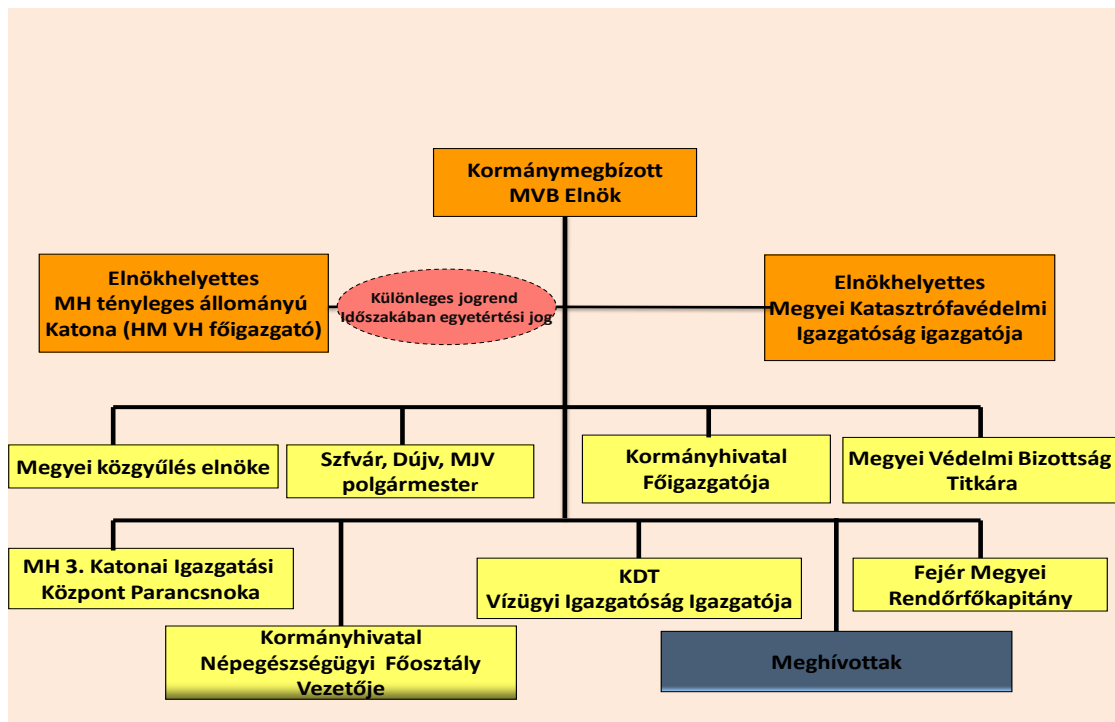 Kormánymegbízott
MVB Elnök
Elnökhelyettes
MH tényleges állományú
Katona (HM VH főigazgató)
Különleges jogrend
Időszakában egyetértési jog
Elnökhelyettes
Megyei Katasztrófavédelmi
Igazgatóság igazgatója
Megyei közgyűlés elnöke
Szfvár, Dújv, MJV
polgármester
Kormányhivatal
Főigazgatója
Megyei Védelmi Bizottság
Titkára
MH 3. Katonai Igazgatási
Központ Parancsnoka
Kormányhivatal
Népegészségügyi Főosztály
Vezetője
KDT
Vízügyi Igazgatóság Igazgatója
Meghívottak
Fejér Megyei
Rendőrfőkapitány